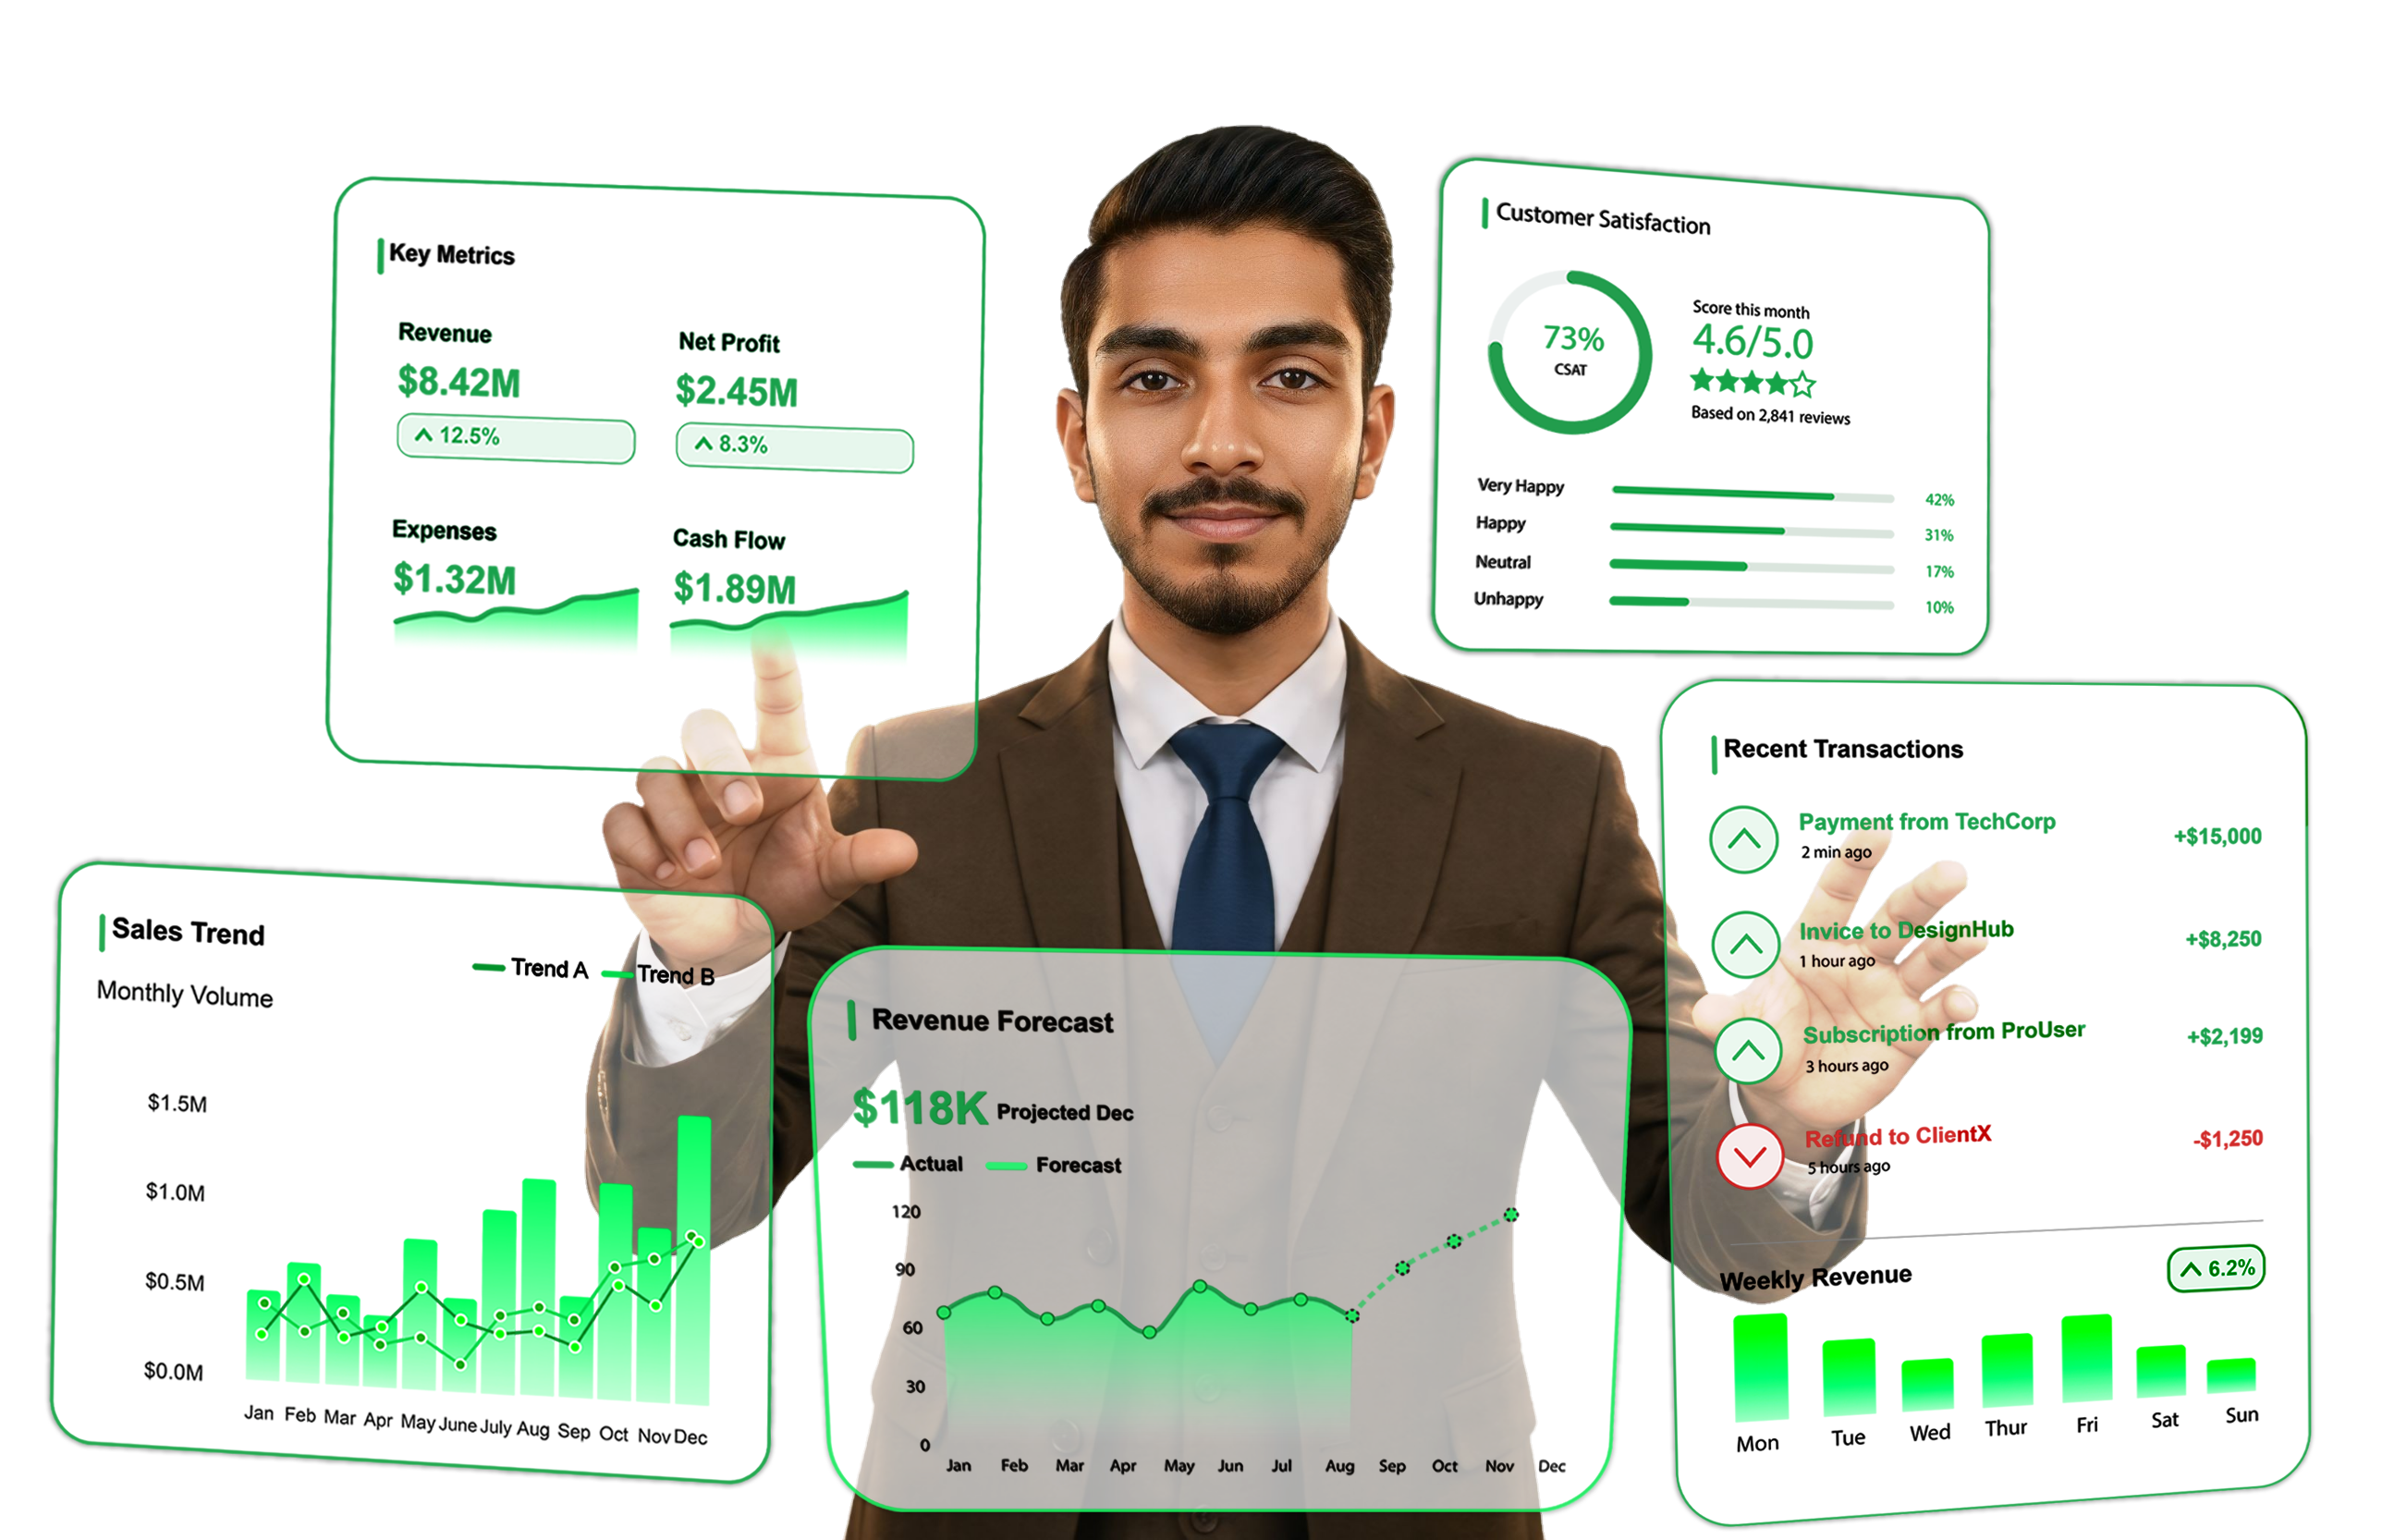 Key Metrics
Revenue
$8.42M
12.5%
Net Profit
$2.45M
8.3%
Expenses
$1.32M
Cash Flow
$1.89M
Customer Satisfaction
73%
CSAT
Score this month
4.6/5.0
Based on 2,841 reviews
Very Happy 42%
Happy 31%
Neutral 17%
Unhappy 10%
Sales Trend
Trend A Trend B
Monthly Volume
$1.5M
$1.0M
$0.5M
$0.0M
Jan Feb Mar Apr May June July Aug Sep Oct Nov Dec
Revenue Forecast
$118K Projected Dec
Actual Forecast
120
90
60
30
0
Jan Feb Mar Apr May Jun Jul Aug Sep Oct Nov Dec
Recent Transactions
Payment from TechCorp +$15,000
2 min ago
Invice to DesignHub +$8,250
1 hour ago
Subscription from ProUser +$2,199
3 hours ago
Refund to ClientX -$1,250
5 hours ago
Weekly Revenue 6.2%
Mon Tue Wed Thur Fri Sat Sun